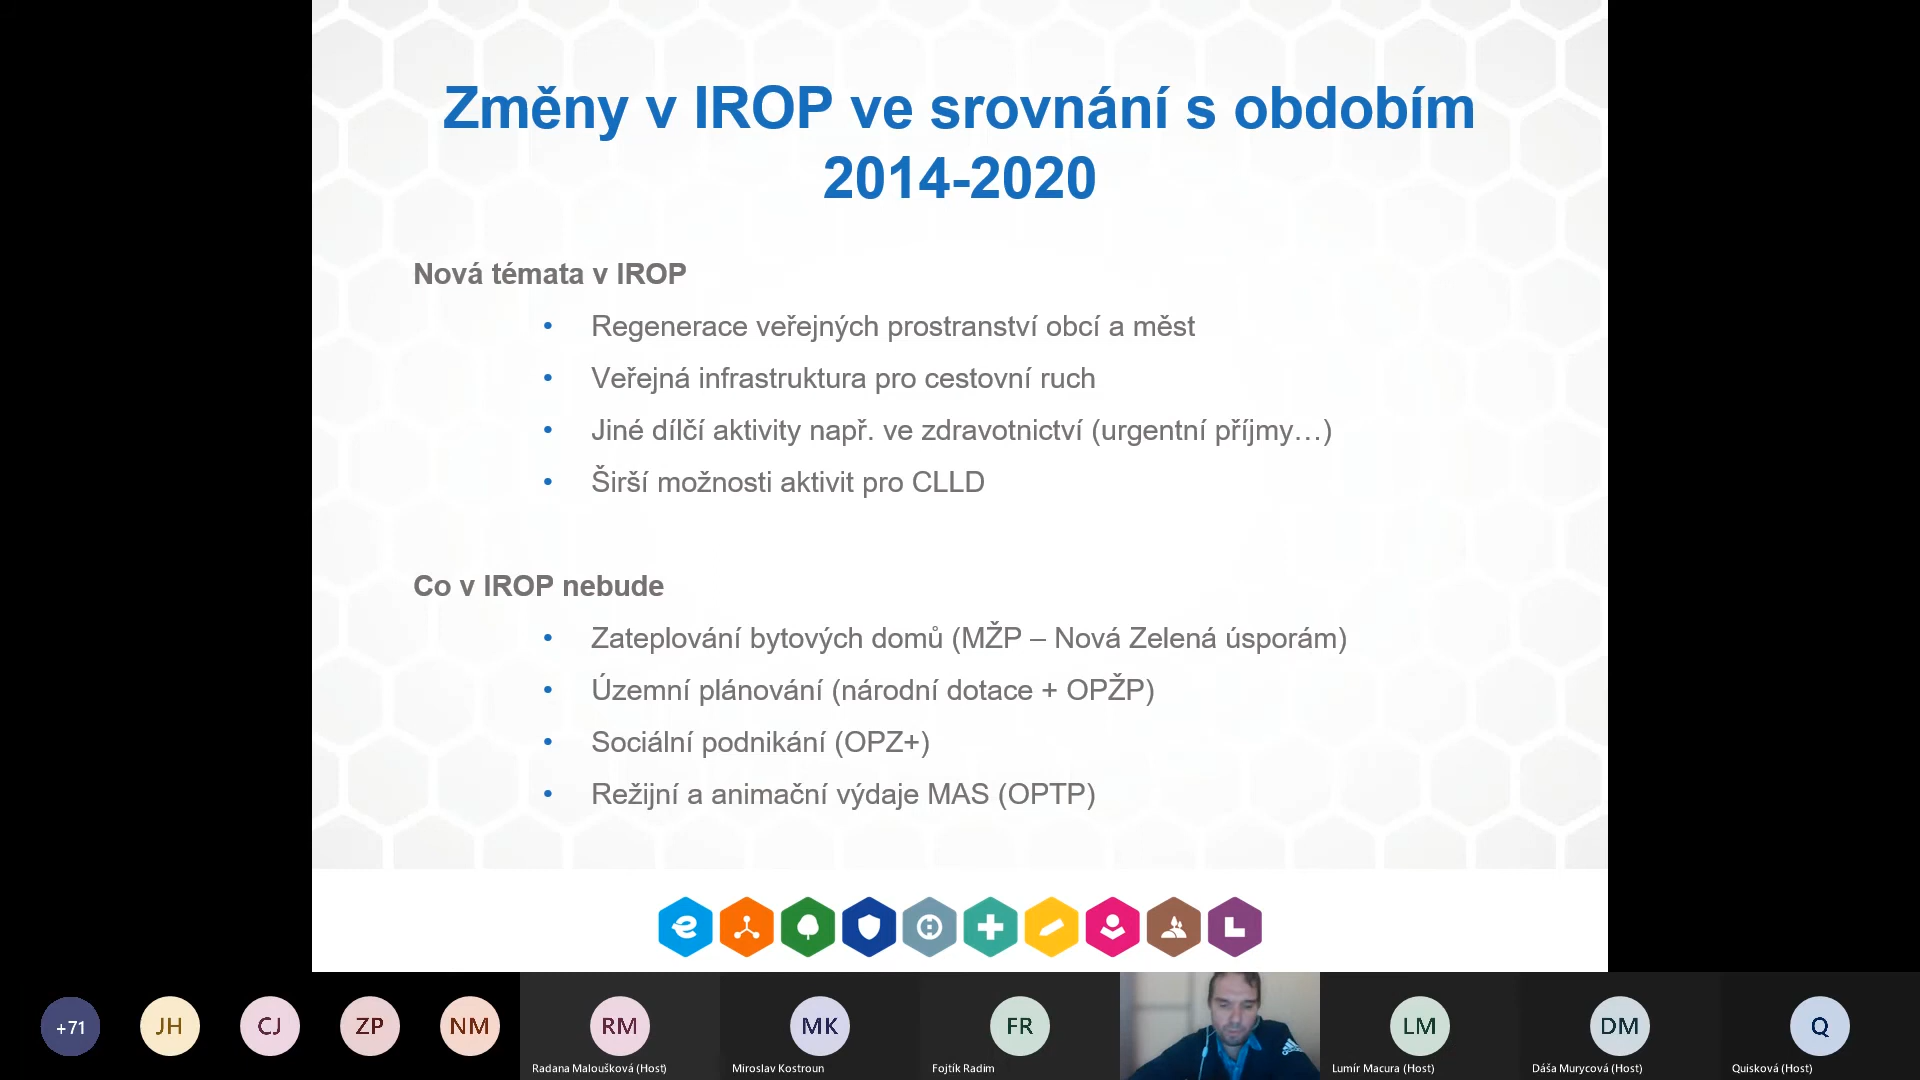 Změny v IROP ve srovnání s obdobím
2014-2020
Nová témata v IROP
• Regenerace veřejných prostranství obcí a měst
• Veřejná infrastruktura pro cestovní ruch
• Jiné dílčí aktivity např. ve zdravotnictví (urgentní příjmy…)
• Širší možnosti aktivit pro CLLD
Co v IROP nebude
• Zateplování bytových domů (MŽP – Nová Zelená úsporám)
• Územní plánování (národní dotace + OPŽP)
• Sociální podnikání (OPZ+)
• Režijní a animační výdaje MAS (OPTP)
+71
JH
CJ
ZP
NM
RM
MK
FR
LM
DM
Q
Radana Maloušková (Host)
Miroslav Kostroun
Fojtík Radim
adidas
Lumír Macura (Host)
Dáša Murycová (Host)
Quisková (Host)